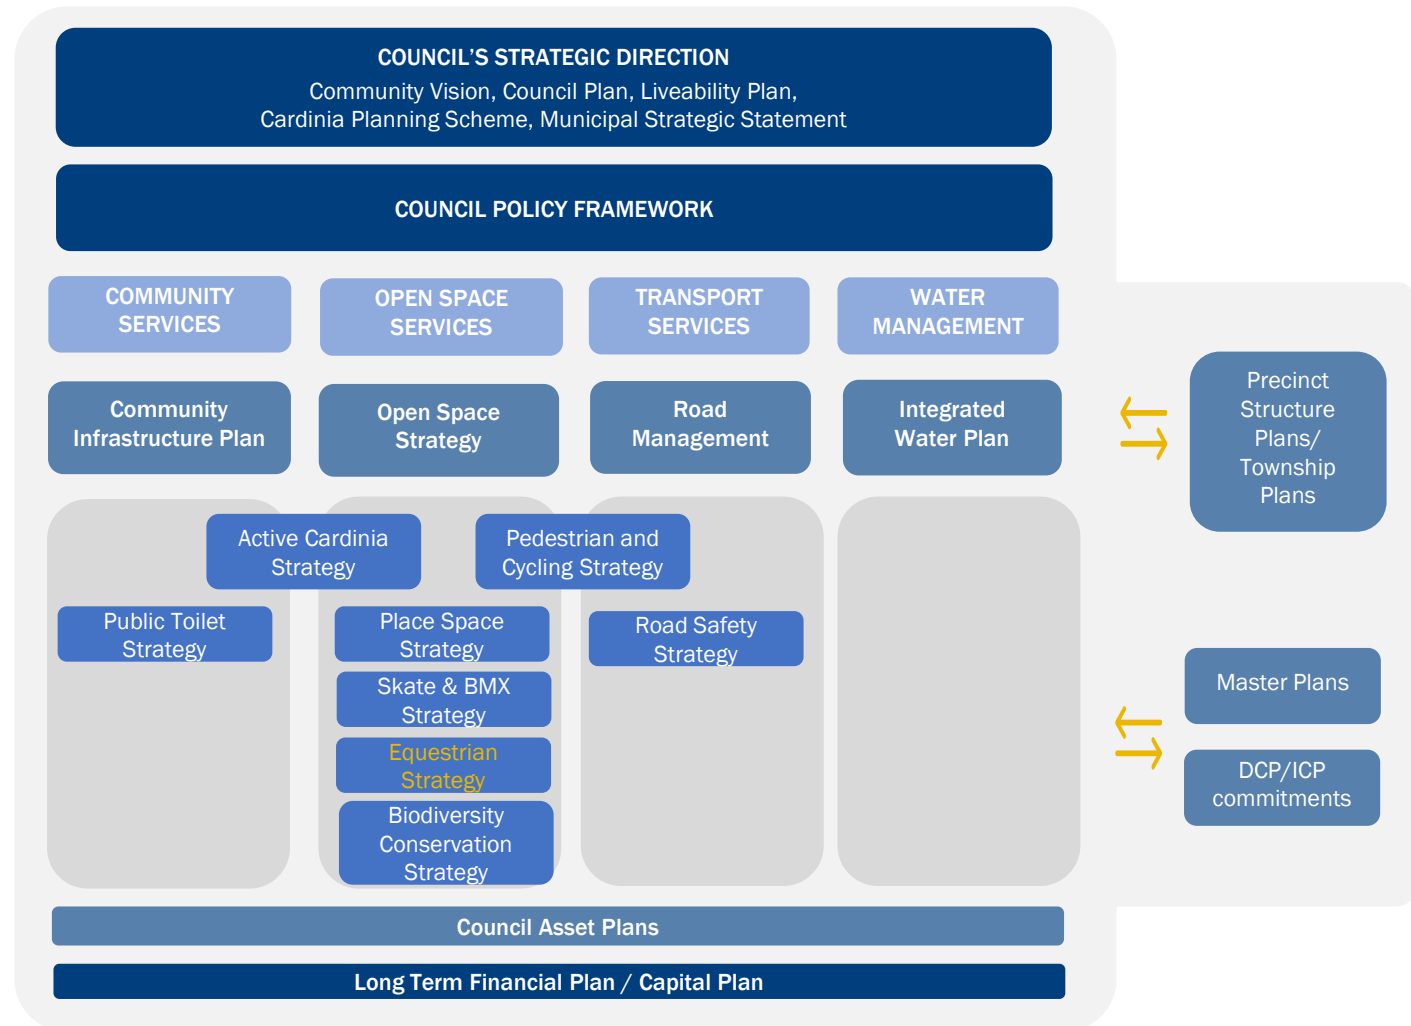 COUNCIL'S STRATEGIC DIRECTION
Community Vision, Council Plan, Liveability Plan,
Cardinia Planning Scheme, Municipal Strategic Statement
COUNCIL POLICY FRAMEWORK
COMMUNITY
SERVICES
OPEN SPACE
SERVICES
TRANSPORT
SERVICES
WATER
MANAGEMENT
Community
Infrastructure Plan
Open Space
Strategy
Road
Management
Integrated
Water Plan
Precinct
Structure
Plans/
Township
Plans
Active Cardinia
Strategy
Pedestrian and
Cycling Strategy
Public Toilet
Strategy
Place Space
Strategy
Road Safety
Strategy
Skate & BMX
Strategy
Equestrian
Strategy
Biodiversity
Conservation
Strategy
Master Plans
DCP/ICP
commitments
Council Asset Plans
Long Term Financial Plan / Capital Plan